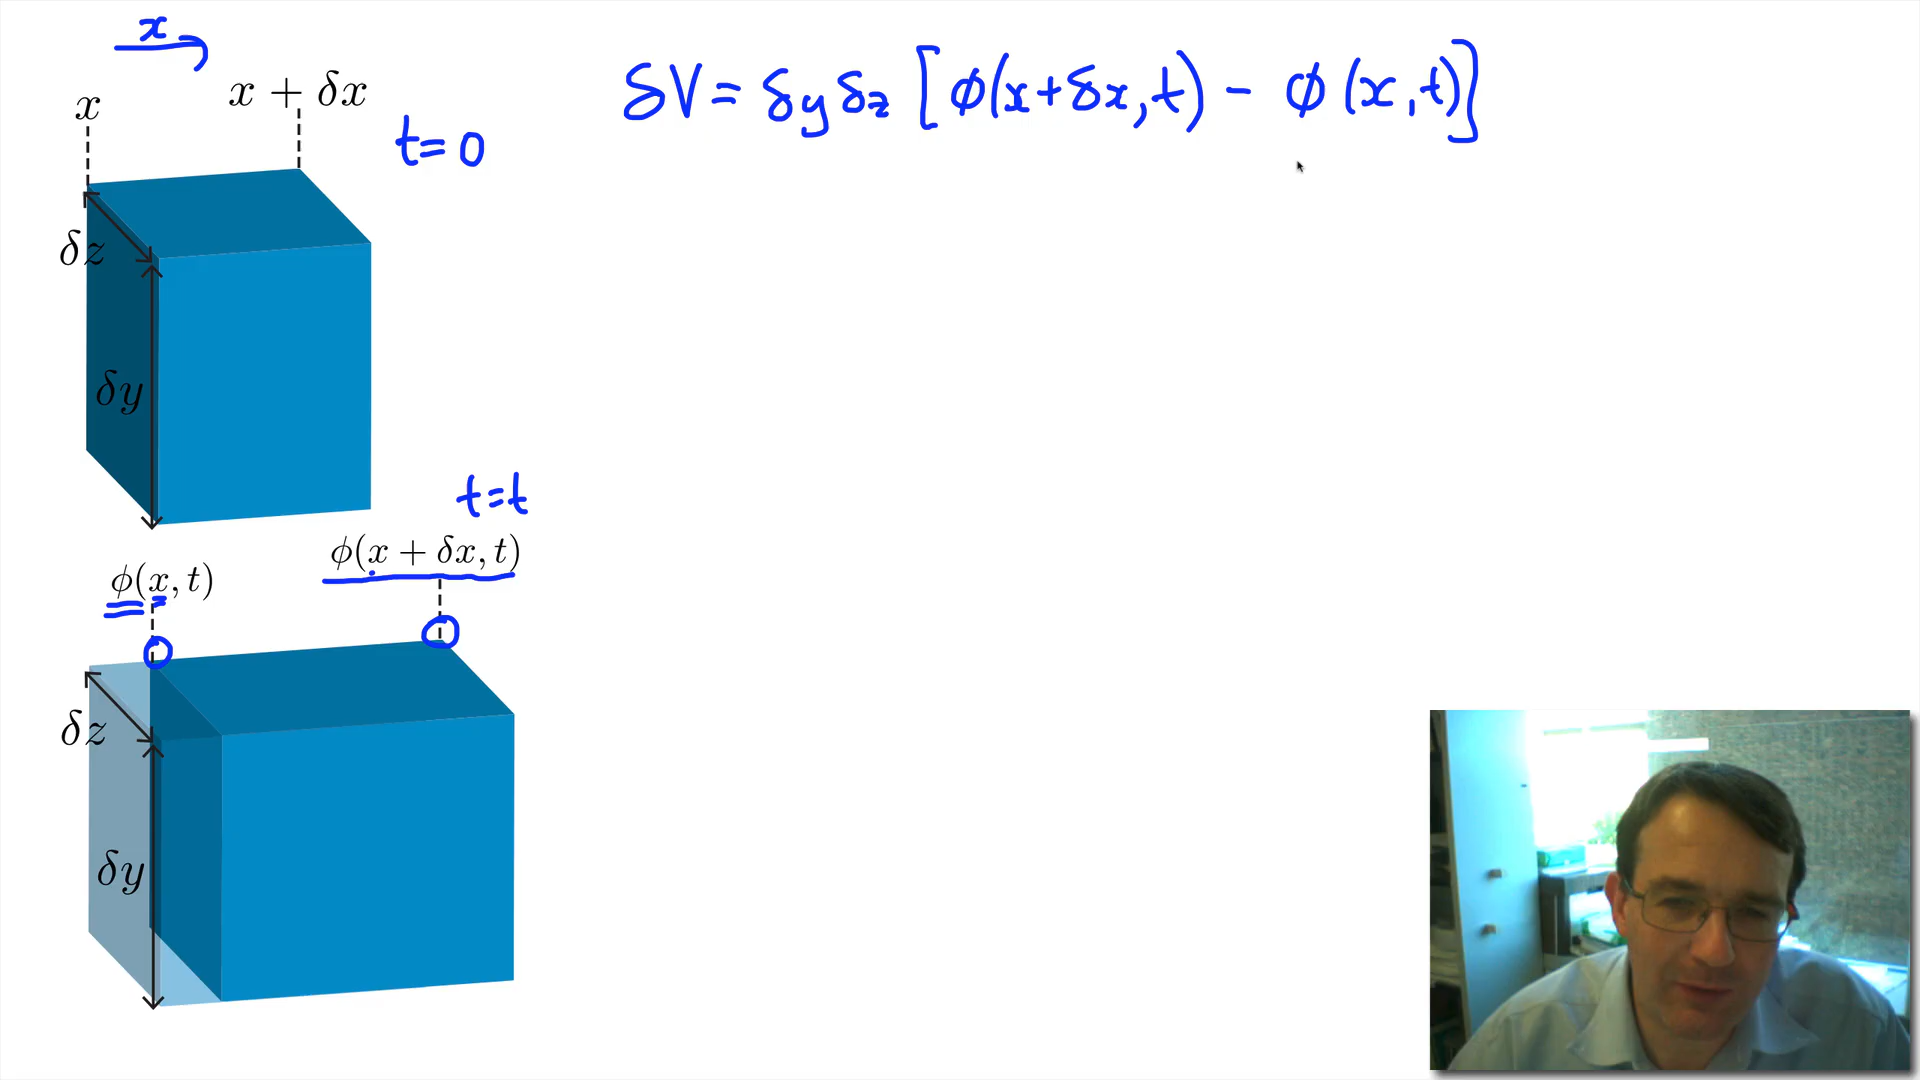 x
x
x + δx
t=0
δV = δy δz [ϕ(x+δx,t) − ϕ(x,t)]
δz
δy
t=t
ϕ(x + δx, t)
ϕ(x, t)
δz
δy